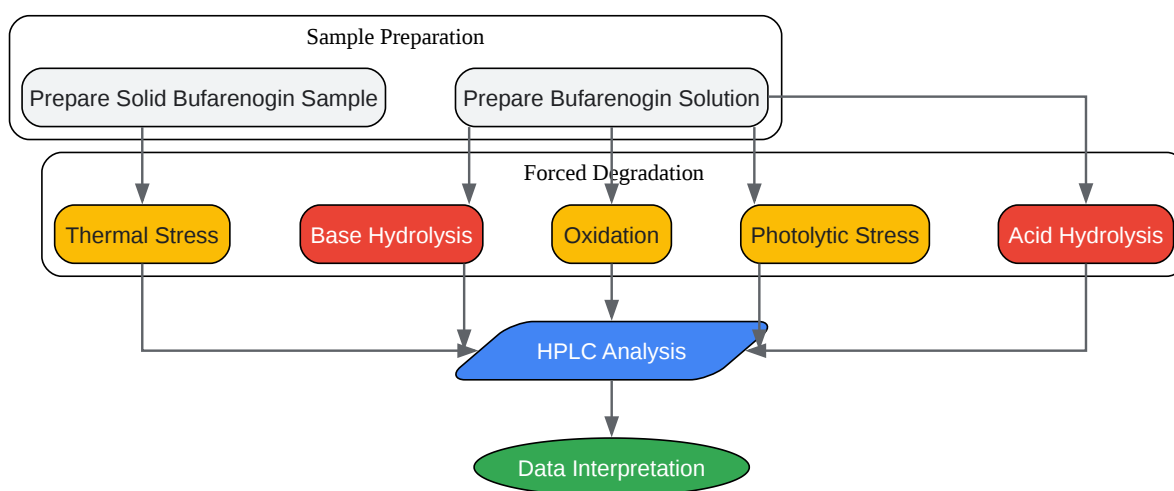 Sample Preparation
Prepare Solid Bufarenogin Sample
Prepare Bufarenogin Solution
Forced Degradation
Thermal Stress
Base Hydrolysis
Oxidation
Photolytic Stress
Acid Hydrolysis
HPLC Analysis
Data Interpretation